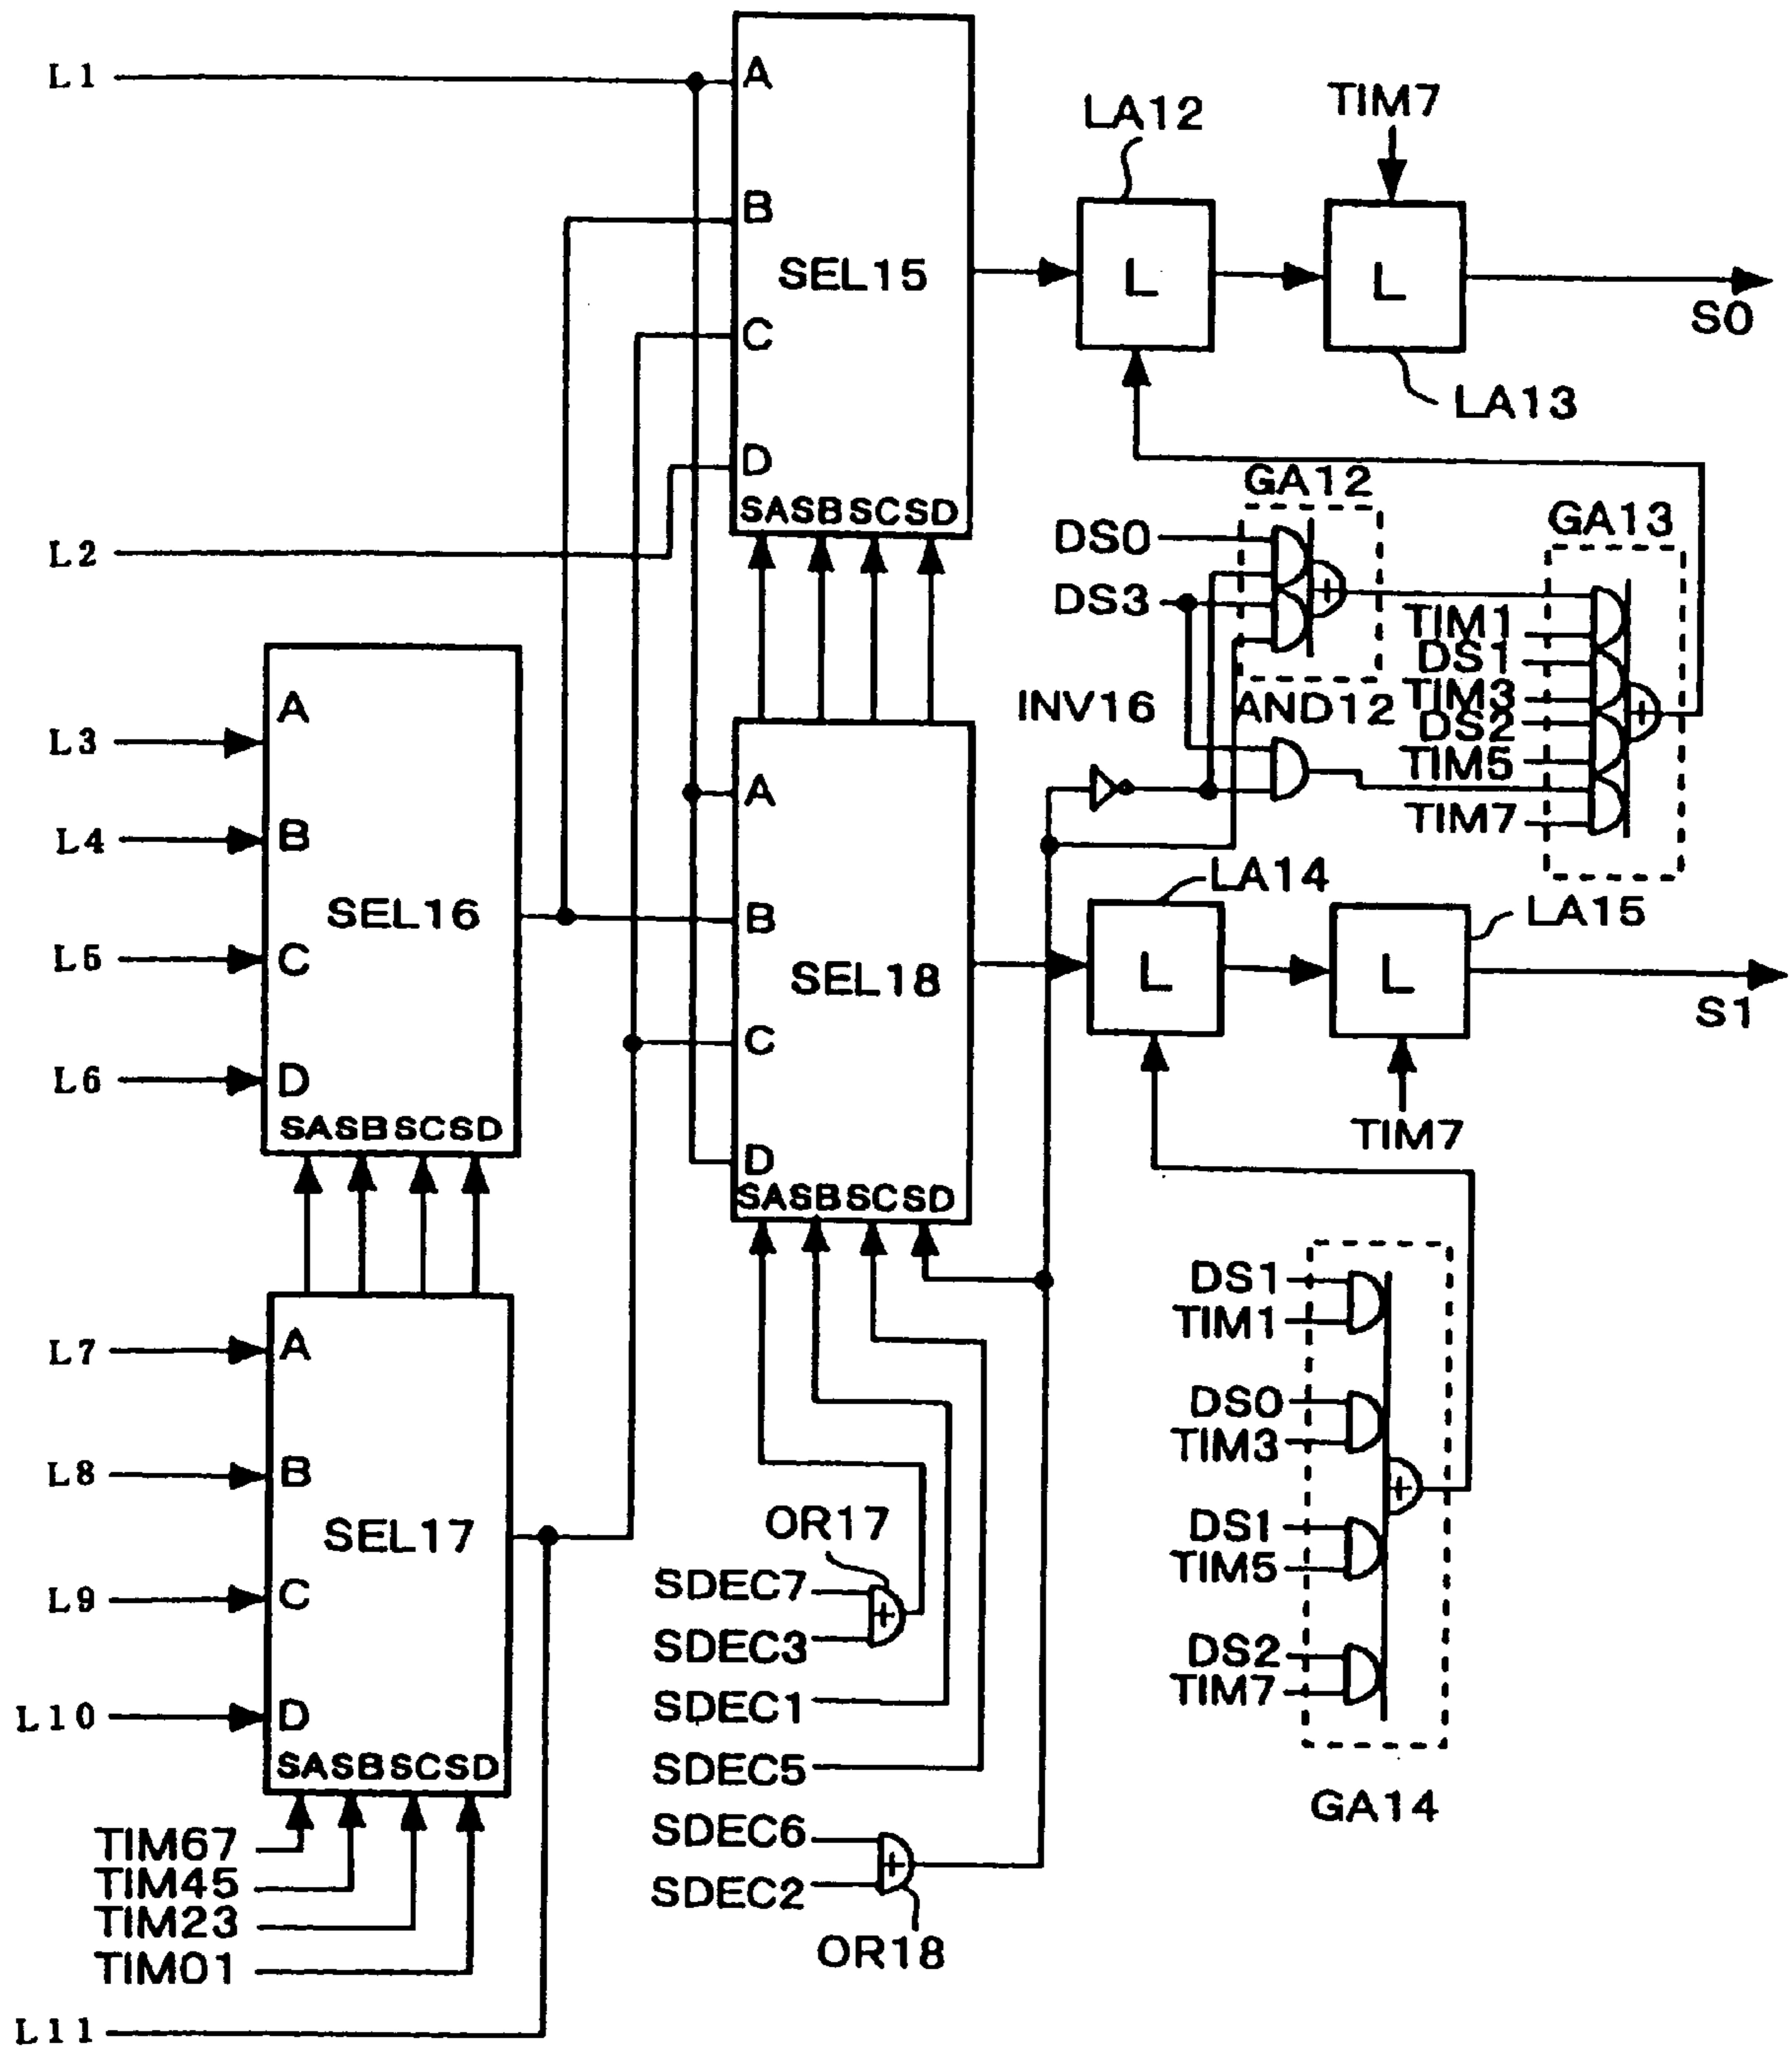 L1
A
LA12
TIM7
B
SEL15
L
L
S0
C
LA13
D
SASBSCSD
GA12
GA13
L2
DS0
DS3
TIM1
DS1
TIM3
DS2
TIM5
TIM7
INV16
AND12
A
L3
B
L4
SEL16
C
L5
D
L6
SASBSCSD
A
B
SEL18
C
D
SASBSCSD
LA14
LA15
L
L
S1
TIM7
L7
A
L8
B
SEL17
L9
C
L10
D
SASBSCSD
TIM67
TIM45
TIM23
TIM01
L11
OR17
SDEC7
SDEC3
SDEC1
SDEC5
SDEC6
SDEC2
OR18
DS1
TIM1
DS0
TIM3
DS1
TIM5
DS2
TIM7
GA14